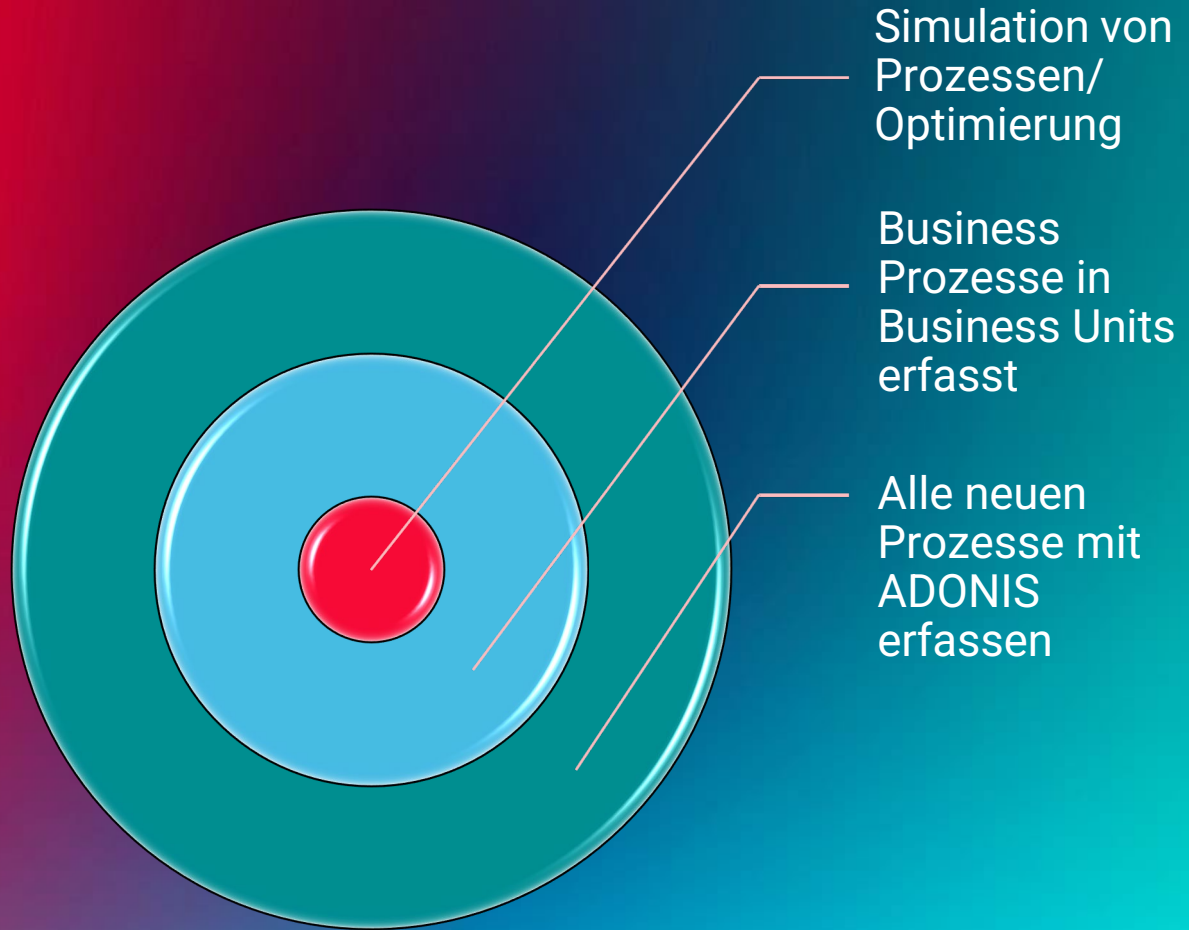 Simulation von
Prozessen/
Optimierung
Business
Prozesse in
Business Units
erfasst
Alle neuen
Prozesse mit
ADONIS
erfassen